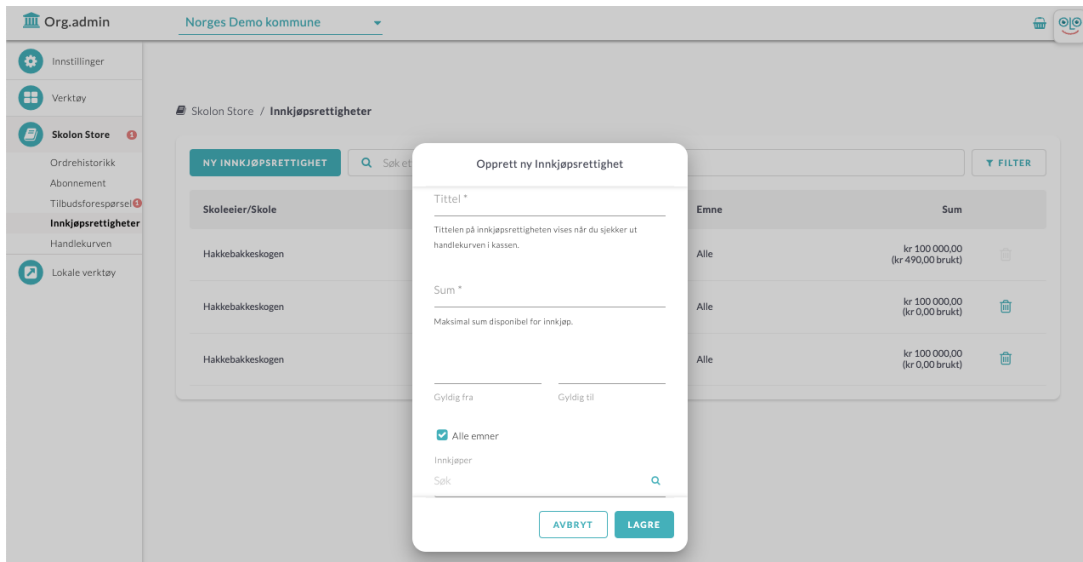 Org.admin
Norges Demo kommune
Innstillinger
Verktøy
Skolon Store 1
Ordrehistorikk
Abonnement
Tilbudsforespørsel 1
Innkjøpsrettigheter
Handlekurven
Lokale verktøy
Skolon Store / Innkjøpsrettigheter
NY INNKJØPSRETTIGHET
Søk et
FILTER
Skoleeier/Skole
Emne
Sum
Hakkebakkeskogen
Alle
kr 100 000,00
(kr 490,00 brukt)
Hakkebakkeskogen
Alle
kr 100 000,00
(kr 0,00 brukt)
Hakkebakkeskogen
Alle
kr 100 000,00
(kr 0,00 brukt)
Opprett ny Innkjøpsrettighet
Tittel *
Tittelen på innkjøpsrettigheten vises når du sjekker ut
handlekurven i kassen.
Sum *
Maksimal sum disponibel for innkjøp.
Gyldig fra
Gyldig til
Alle emner
Innkjøper
Søk
AVBRYT
LAGRE